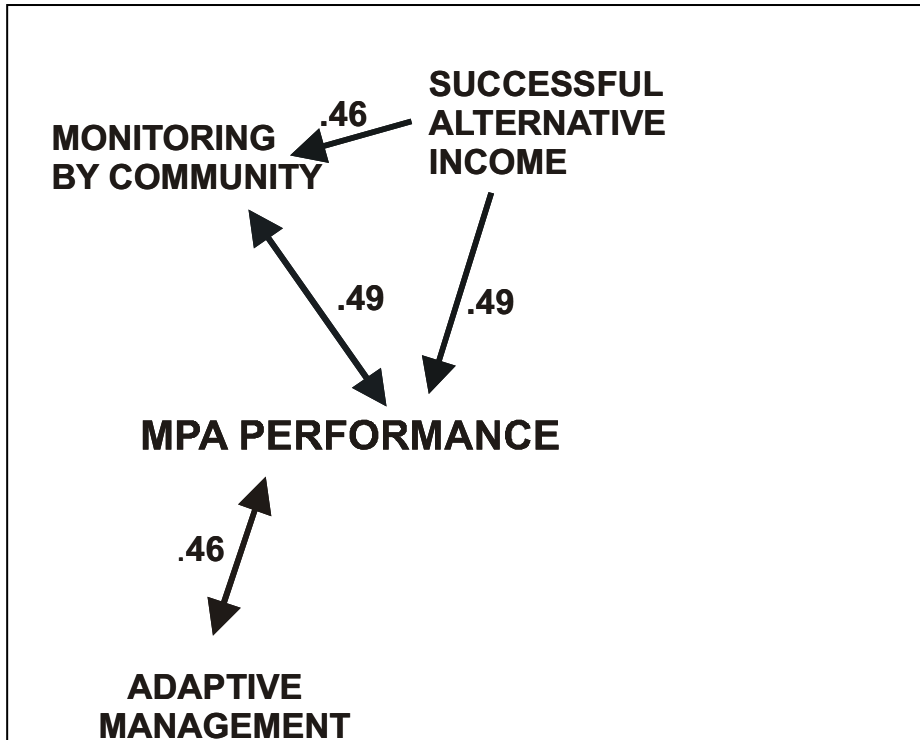 SUCCESSFUL
ALTERNATIVE
INCOME
.46
MONITORING
BY COMMUNITY
.49
.49
MPA PERFORMANCE
.46
ADAPTIVE
MANAGEMENT